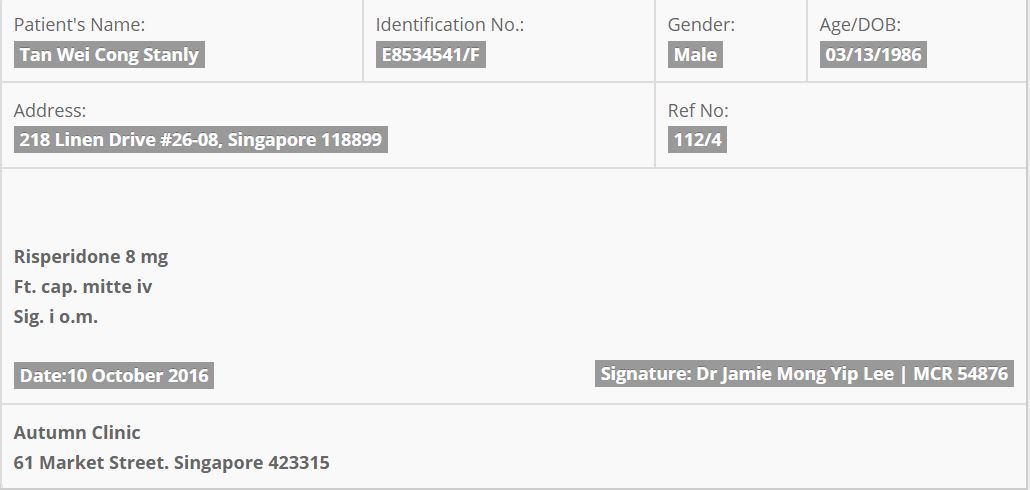 Patient's Name:
Tan Wei Cong Stanly
Identification No.:
E8534541/F
Gender:
Male
Age/DOB:
03/13/1986
Address:
218 Linen Drive #26-08, Singapore 118899
Ref No:
112/4
Risperidone 8 mg
Ft. cap. mitte iv
Sig. i o.m.
Date:10 October 2016
Signature: Dr Jamie Mong Yip Lee | MCR 54876
Autumn Clinic
61 Market Street. Singapore 423315